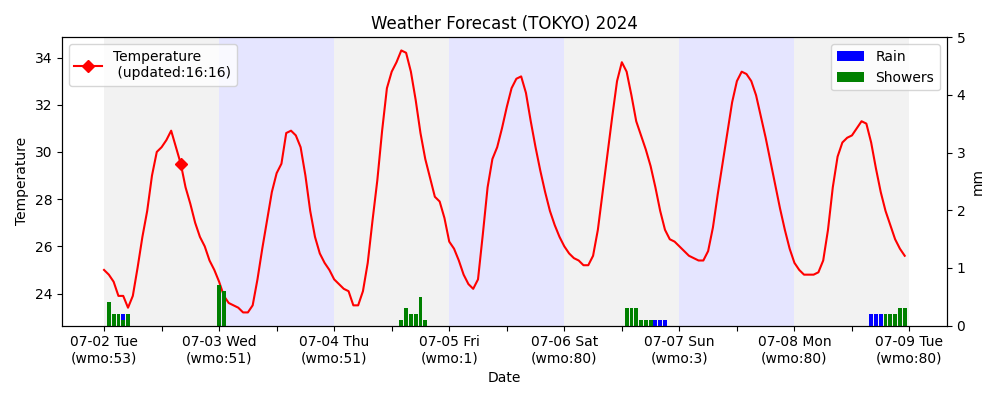 Weather Forecast (TOKYO) 2024
Temperature
(updated:16:16)
Rain
Showers
34
32
30
28
26
24
Temperature
5
4
3
2
1
0
mm
07-02 Tue
(wmo:53)
07-03 Wed
(wmo:51)
07-04 Thu
(wmo:51)
07-05 Fri
(wmo:1)
07-06 Sat
(wmo:80)
07-07 Sun
(wmo:3)
07-08 Mon
(wmo:80)
07-09 Tue
(wmo:80)
Date